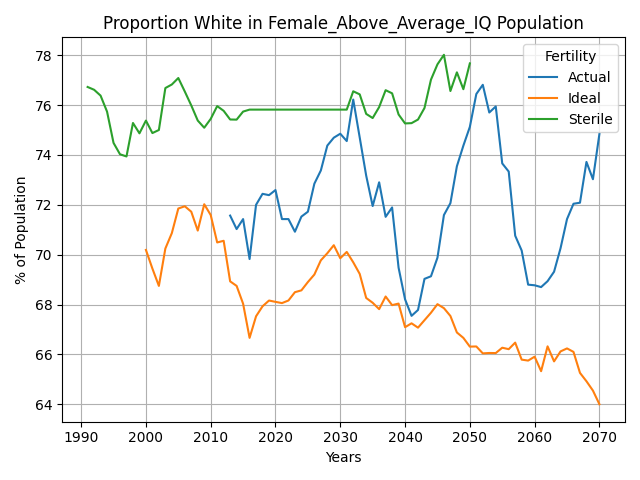 Proportion White in Female_Above_Average_IQ Population
Fertility
Actual
Ideal
Sterile
% of Population
78
76
74
72
70
68
66
64
1990
2000
2010
2020
2030
2040
2050
2060
2070
Years